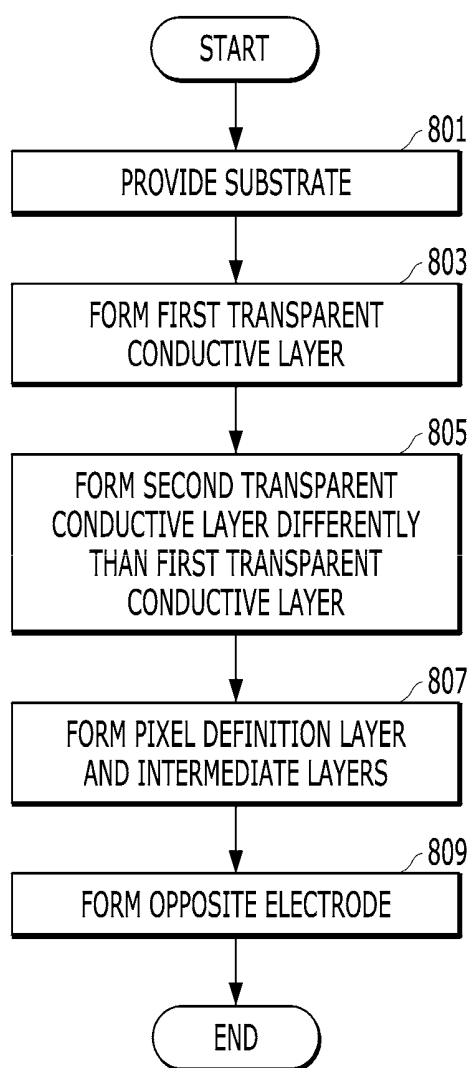 START
801
PROVIDE SUBSTRATE
803
FORM FIRST TRANSPARENT
CONDUCTIVE LAYER
805
FORM SECOND TRANSPARENT
CONDUCTIVE LAYER DIFFERENTLY
THAN FIRST TRANSPARENT
CONDUCTIVE LAYER
807
FORM PIXEL DEFINITION LAYER
AND INTERMEDIATE LAYERS
809
FORM OPPOSITE ELECTRODE
END